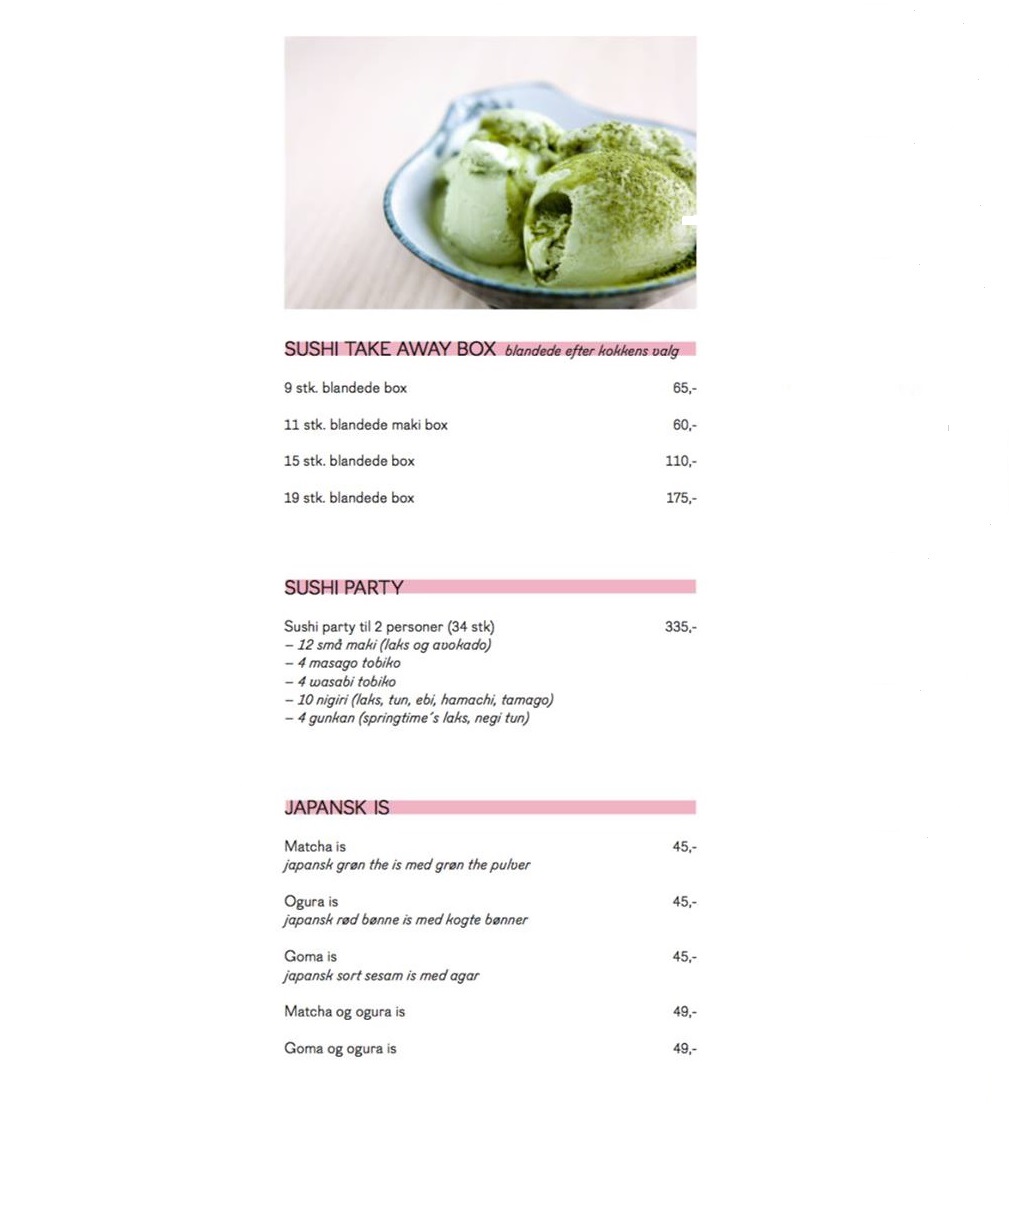 SUSHI TAKE AWAY BOX blandede efter kokkens valg
9 stk. blandede box 65,-
11 stk. blandede maki box 60,-
15 stk. blandede box 110,-
19 stk. blandede box 175,-
SUSHI PARTY
Sushi party til 2 personer (34 stk) 335,-
– 12 små maki (laks og avokado)
– 4 masago tobiko
– 4 wasabi tobiko
– 10 nigiri (laks, tun, ebi, hamachi, tamago)
– 4 gunkan (springtime´s laks, negi tun)
JAPANSK IS
Matcha is 45,-
japansk grøn the is med grøn the pulver
Ogura is 45,-
japansk rød bønne is med kogte bønner
Goma is 45,-
japansk sort sesam is med agar
Matcha og ogura is 49,-
Goma og ogura is 49,-